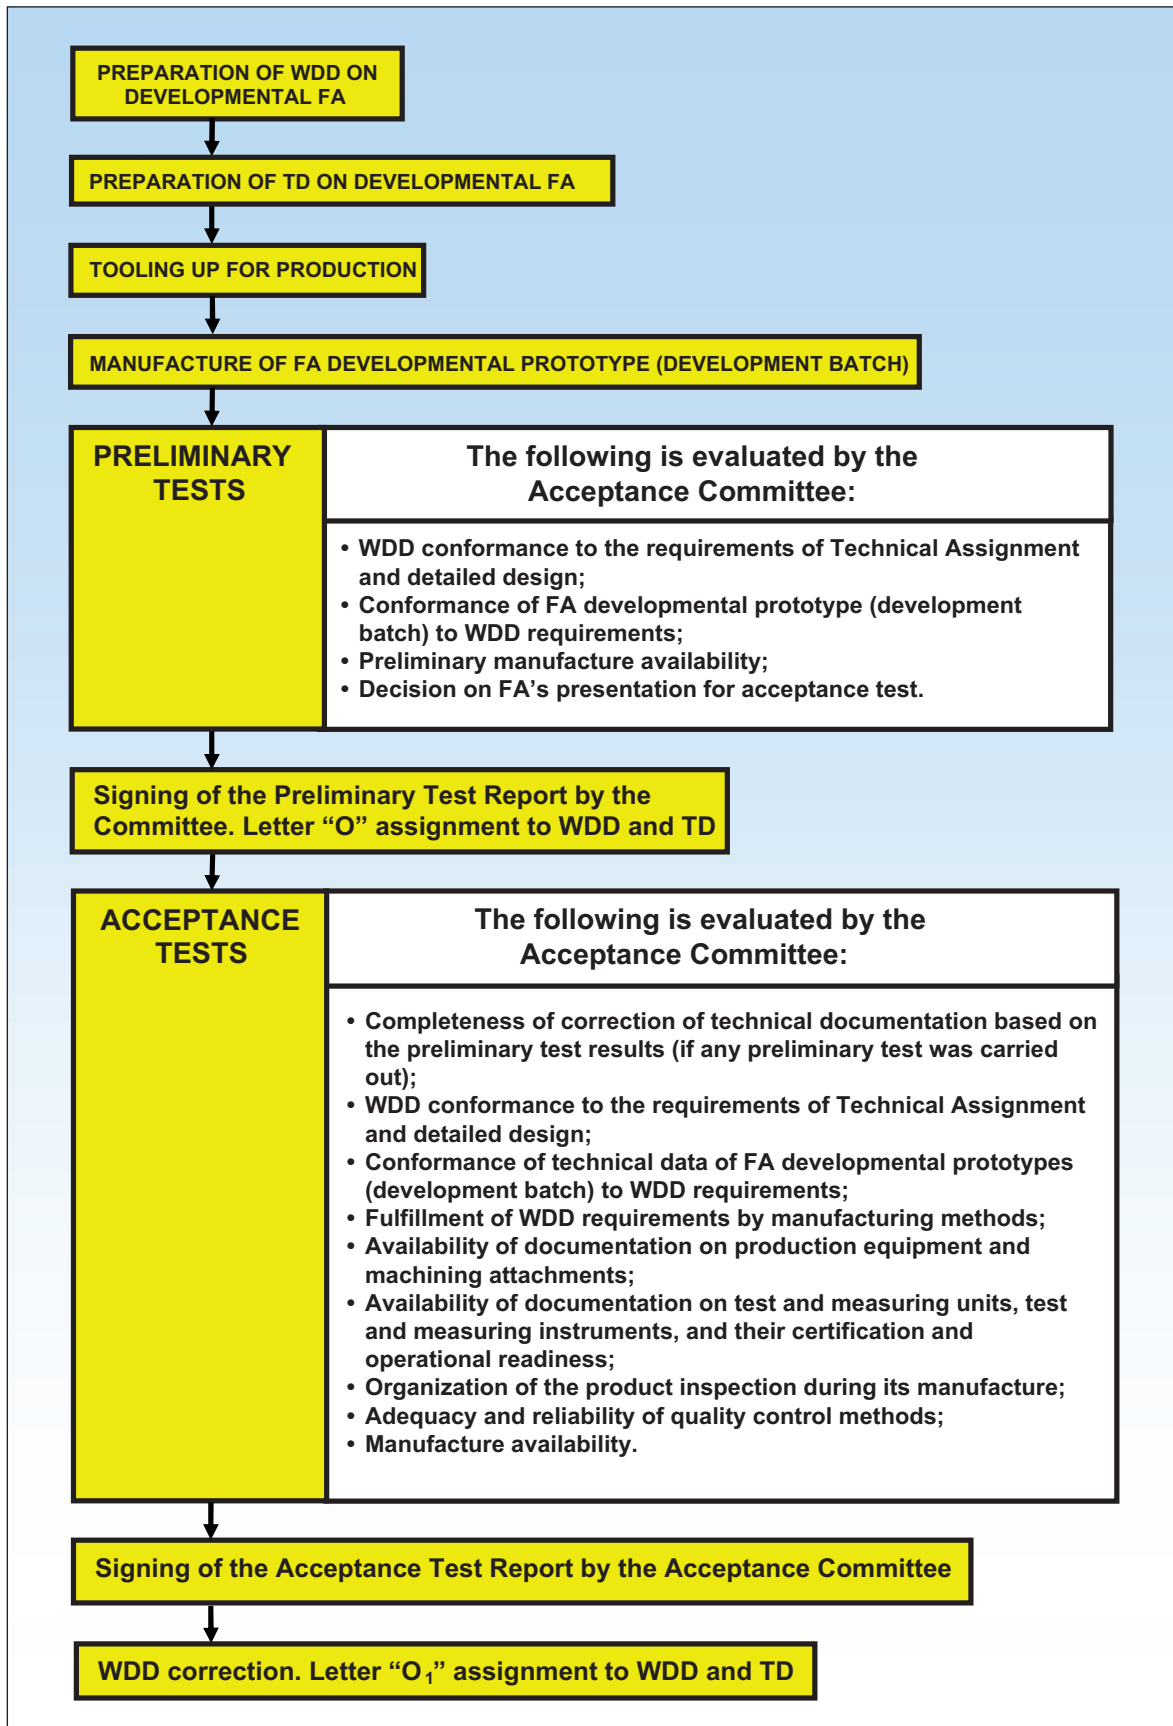 PREPARATION OF WDD ON
DEVELOPMENTAL FA
PREPARATION OF TD ON DEVELOPMENTAL FA
TOOLING UP FOR PRODUCTION
MANUFACTURE OF FA DEVELOPMENTAL PROTOTYPE (DEVELOPMENT BATCH)
PRELIMINARY
TESTS
The following is evaluated by the
Acceptance Committee:
• WDD conformance to the requirements of Technical Assignment
and detailed design;
• Conformance of FA developmental prototype (development
batch) to WDD requirements;
• Preliminary manufacture availability;
• Decision on FA's presentation for acceptance test.
Signing of the Preliminary Test Report by the
Committee. Letter “O” assignment to WDD and TD
ACCEPTANCE
TESTS
The following is evaluated by the
Acceptance Committee:
• Completeness of correction of technical documentation based on
the preliminary test results (if any preliminary test was carried
out);
• WDD conformance to the requirements of Technical Assignment
and detailed design;
• Conformance of technical data of FA developmental prototypes
(development batch) to WDD requirements;
• Fulfillment of WDD requirements by manufacturing methods;
• Availability of documentation on production equipment and
machining attachments;
• Availability of documentation on test and measuring units, test
and measuring instruments, and their certification and
operational readiness;
• Organization of the product inspection during its manufacture;
• Adequacy and reliability of quality control methods;
• Manufacture availability.
Signing of the Acceptance Test Report by the Acceptance Committee
WDD correction. Letter “O₁” assignment to WDD and TD